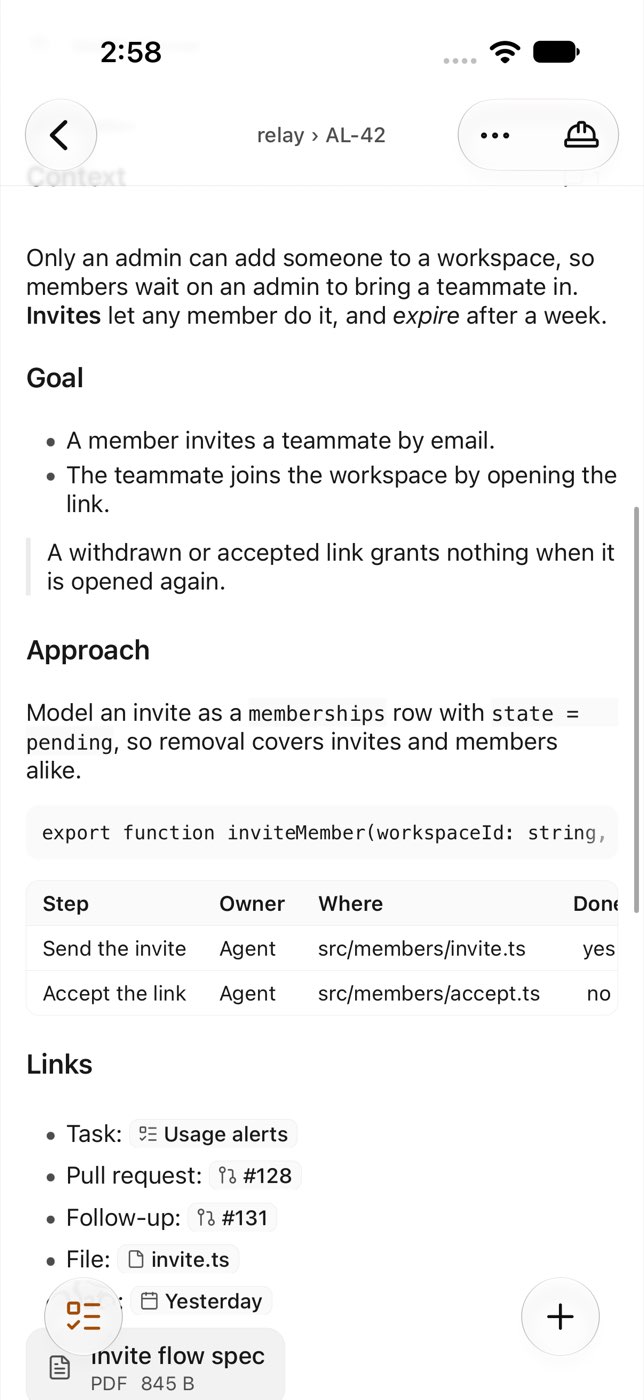 2:58
relay › AL-42
Context
Only an admin can add someone to a workspace, so
members wait on an admin to bring a teammate in.
Invites let any member do it, and expire after a week.
Goal
A member invites a teammate by email.
The teammate joins the workspace by opening the
link.
A withdrawn or accepted link grants nothing when it
is opened again.
Approach
Model an invite as a memberships row with state =
pending, so removal covers invites and members
alike.
export function inviteMember(workspaceId: string,
Step Owner Where Done
Send the invite Agent src/members/invite.ts yes
Accept the link Agent src/members/accept.ts no
Links
Task: Usage alerts
Pull request: #128
Follow-up: #131
File: invite.ts
: Yesterday
Invite flow spec
PDF 845 B